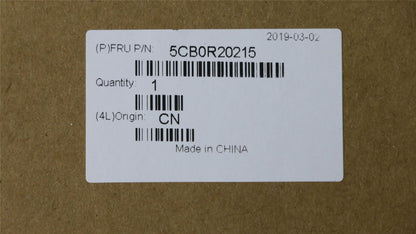 2019-03-02
(P)FRU P/N: 5CB0R20215
Quantity: 1
(4L)Origin: CN
Made in CHINA